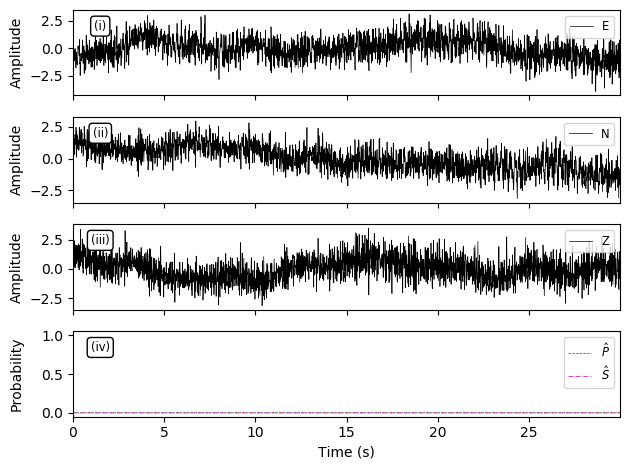 2.5
0.0
−2.5
Amplitude
(i)
E
2.5
0.0
−2.5
Amplitude
(ii)
N
2.5
0.0
−2.5
Amplitude
(iii)
Z
1.0
0.5
0.0
Probability
(iv)
P̂
Ŝ
0 5 10 15 20 25
Time (s)